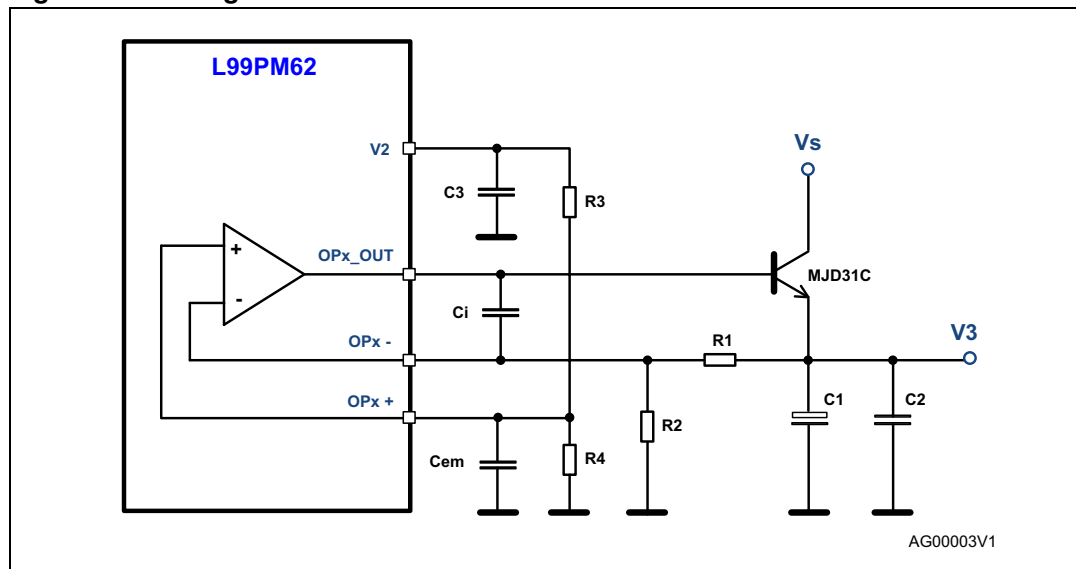 L99PM62
V2
Vs
C3
R3
+
OPx_OUT
MJD31C
-
Ci
OPx -
R1
V3
OPx +
C1
C2
R2
Cem
R4
AG00003V1